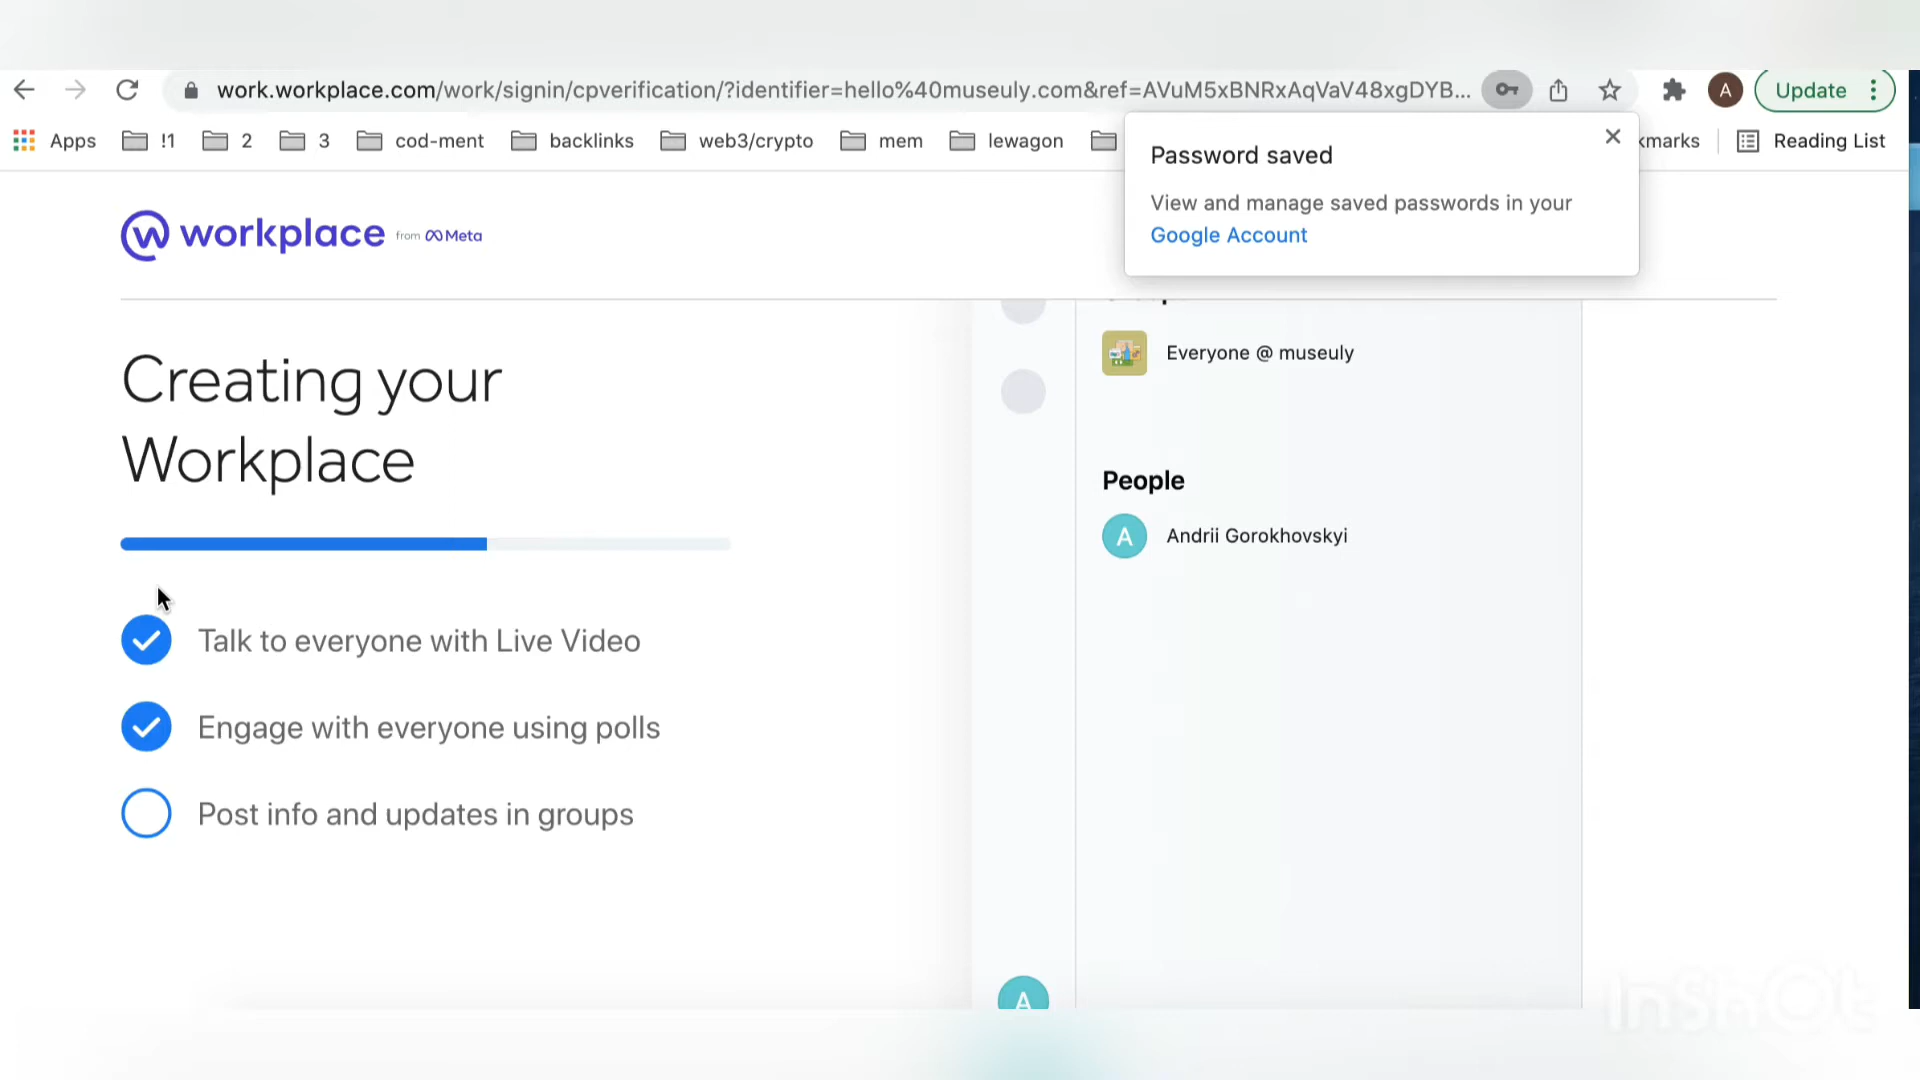 work.workplace.com/work/signin/cpverification/?identifier=hello%40museuly.com&ref=AVuM5xBNRxAqVaV48xgDYB...
A
Update
Apps
!1
2
3
cod-ment
backlinks
web3/crypto
mem
lewagon
kmarks
Reading List
Password saved
View and manage saved passwords in your
Google Account
workplace from Meta
Everyone @ museuly
Creating your
Workplace
People
A
Andrii Gorokhovskyi
Talk to everyone with Live Video
Engage with everyone using polls
Post info and updates in groups
A
InShOt